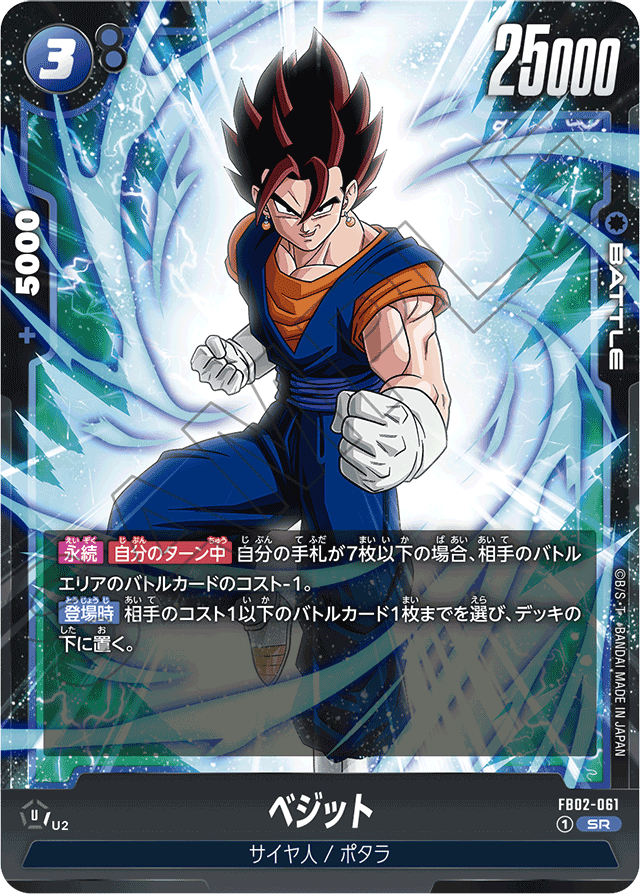 3
25000
+ 5000
BATTLE
SAMPLE
永続 自分のターン中 自分の手札が7枚以下の場合、相手のバトル
エリアのバトルカードのコスト-1。
登場時 相手のコスト1以下のバトルカード1枚までを選び、デッキの
下に置く。
©B/S・T・ BANDAI MADE IN JAPAN
ベジット
FB02-061
U U2
1 SR
サイヤ人 / ポタラ